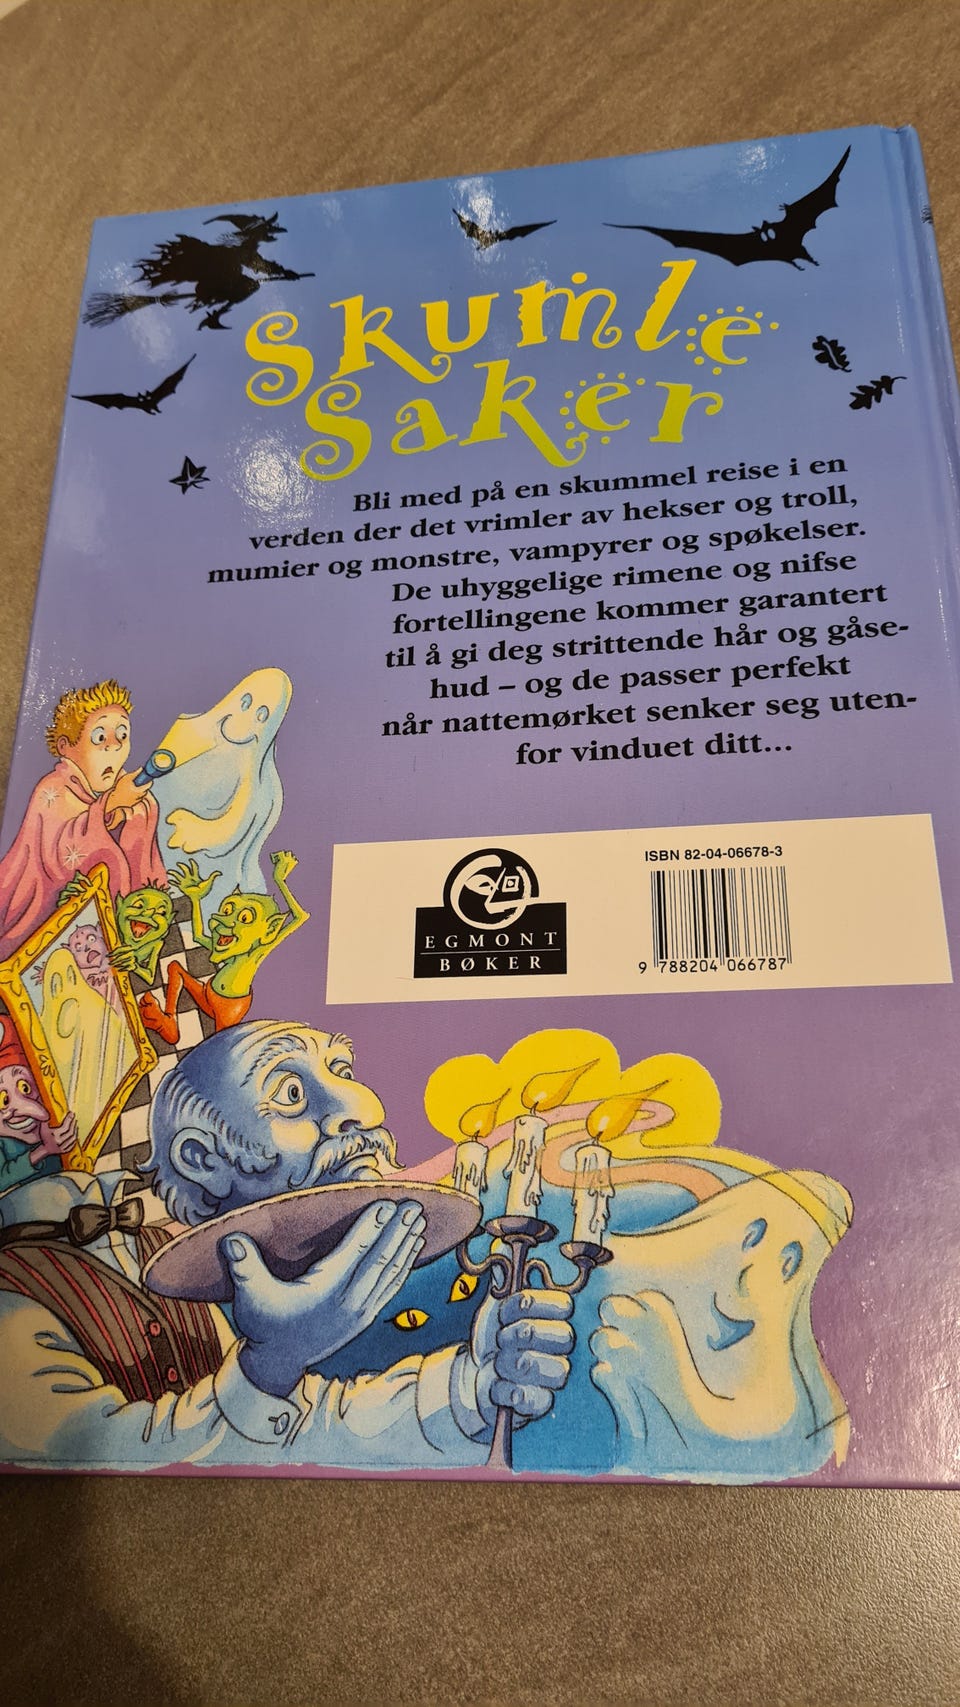 Skumle
Saker
Bli med på en skummel reise i en
verden der det vrimler av hekser og troll,
mumier og monstre, vampyrer og spøkelser.
De uhyggelige rimene og nifse
fortellingene kommer garantert
til å gi deg strittende hår og gåse-
hud – og de passer perfekt
når nattemørket senker seg uten-
for vinduet ditt...
ISBN 82-04-06678-3
EGMONT
BØKER
9 788204 066787